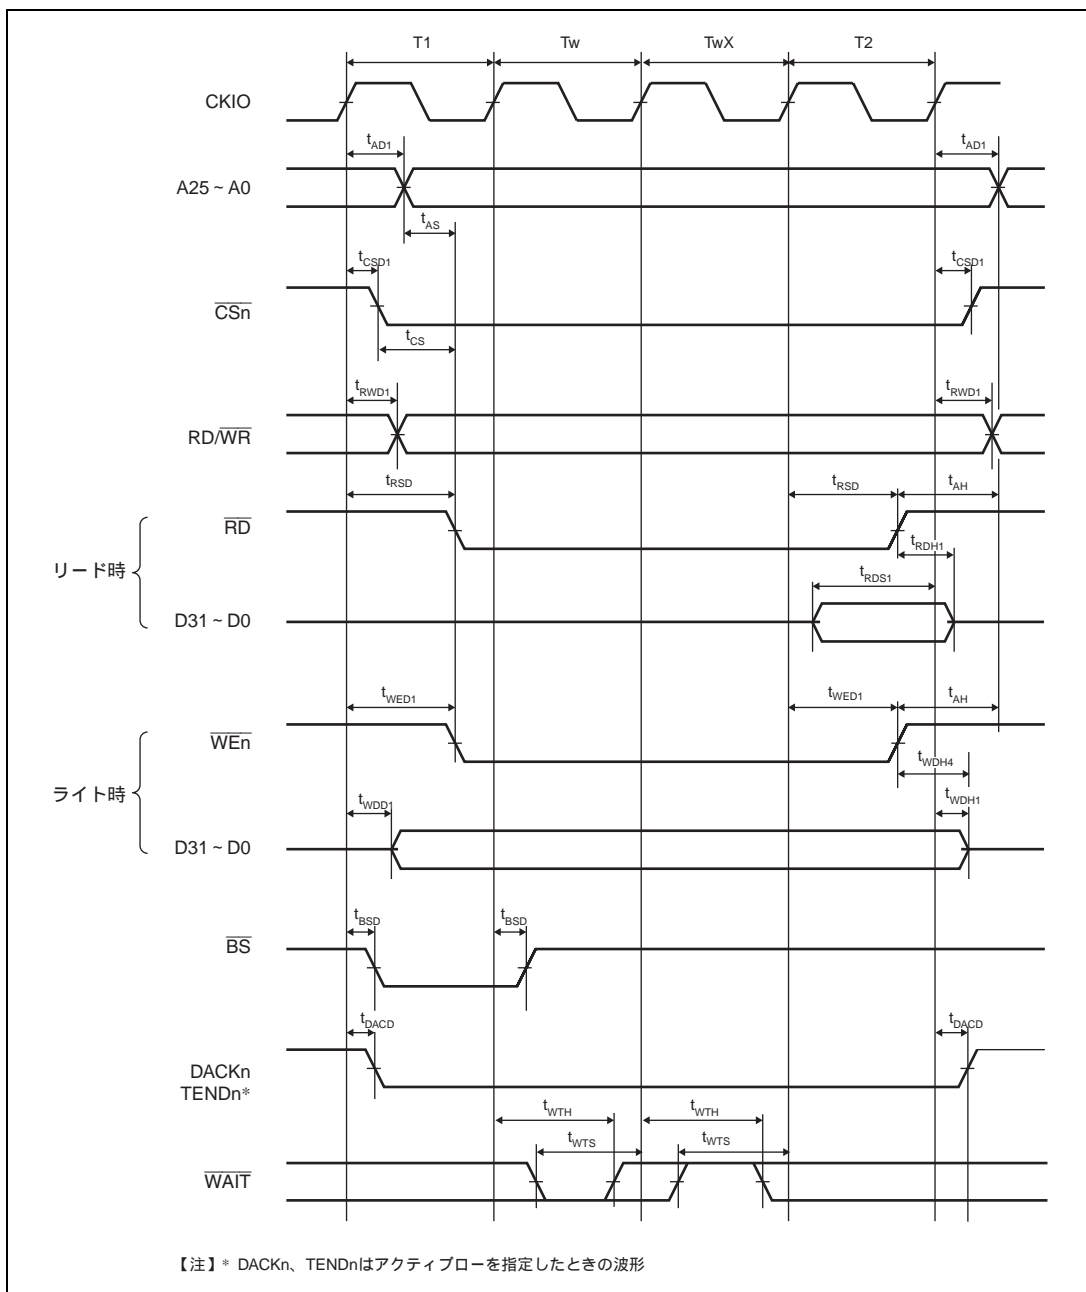 T1 Tw TwX T2
CKIO
tAD1 tAD1
A25 ~ A0
tAS
tCSD1 tCSD1
CSn
tCS
tRWD1 tRWD1
RD/WR
tRSD tRSD tAH
RD
tRDH1
リード時
tRDS1
D31 ~ D0
tWED1 tWED1 tAH
WEn
tWDH4
ライト時
tWDD1 tWDH1
D31 ~ D0
tBSD tBSD
BS
tDACD tDACD
DACKn
TENDn*
tWTH tWTH
tWTS tWTS
WAIT
【注】* DACKn、TENDnはアクティブローを指定したときの波形